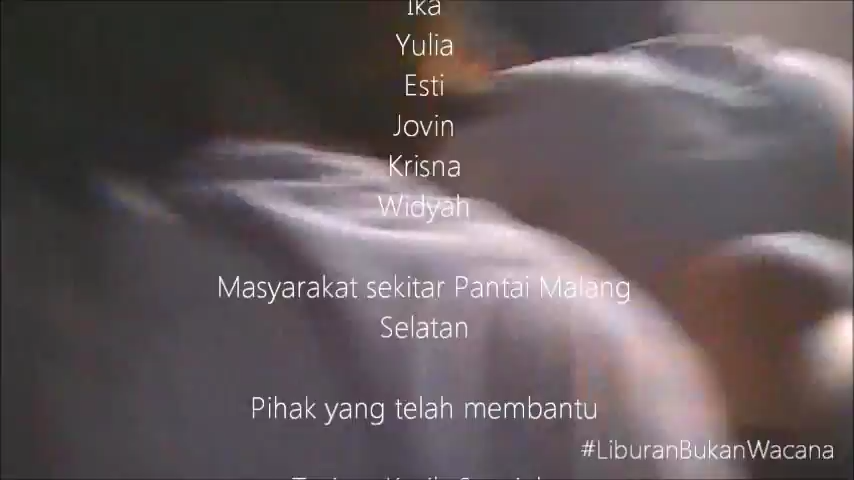 Ika
Yulia
Esti
Jovin
Krisna
Widyah
Masyarakat sekitar Pantai Malang
Selatan
Pihak yang telah membantu
#LiburanBukanWacana